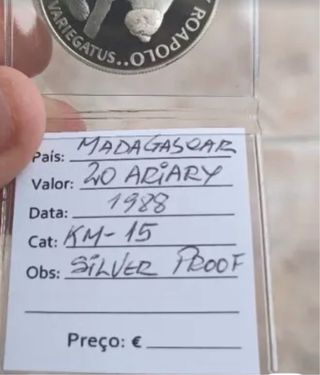 VARIEGATUS..ROAPOLO
País: MADAGASCAR
Valor: 20 ARIARY
Data: 1988
Cat: KM-15
Obs: SILVER PROOF
Preço: €